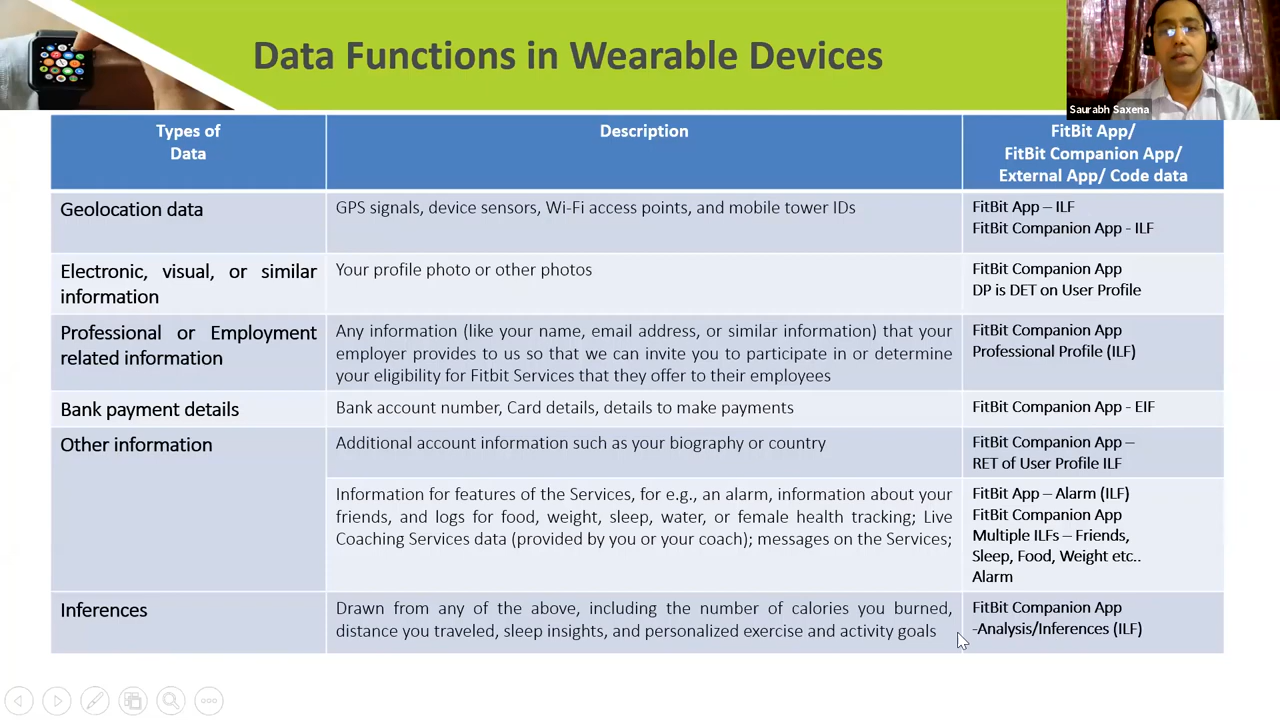 Data Functions in Wearable Devices
Saurabh Saxena
Types of
Data
Description
FitBit App/
FitBit Companion App/
External App/ Code data
Geolocation data
GPS signals, device sensors, Wi-Fi access points, and mobile tower IDs
FitBit App – ILF
FitBit Companion App - ILF
Electronic, visual, or similar
information
Your profile photo or other photos
FitBit Companion App
DP is DET on User Profile
Professional or Employment
related information
Any information (like your name, email address, or similar information) that your
employer provides to us so that we can invite you to participate in or determine
your eligibility for Fitbit Services that they offer to their employees
FitBit Companion App
Professional Profile (ILF)
Bank payment details
Bank account number, Card details, details to make payments
FitBit Companion App - EIF
Other information
Additional account information such as your biography or country
FitBit Companion App –
RET of User Profile ILF
Information for features of the Services, for e.g., an alarm, information about your
friends, and logs for food, weight, sleep, water, or female health tracking; Live
Coaching Services data (provided by you or your coach); messages on the Services;
FitBit App – Alarm (ILF)
FitBit Companion App
Multiple ILFs – Friends,
Sleep, Food, Weight etc..
Alarm
Inferences
Drawn from any of the above, including the number of calories you burned,
distance you traveled, sleep insights, and personalized exercise and activity goals
FitBit Companion App
-Analysis/Inferences (ILF)